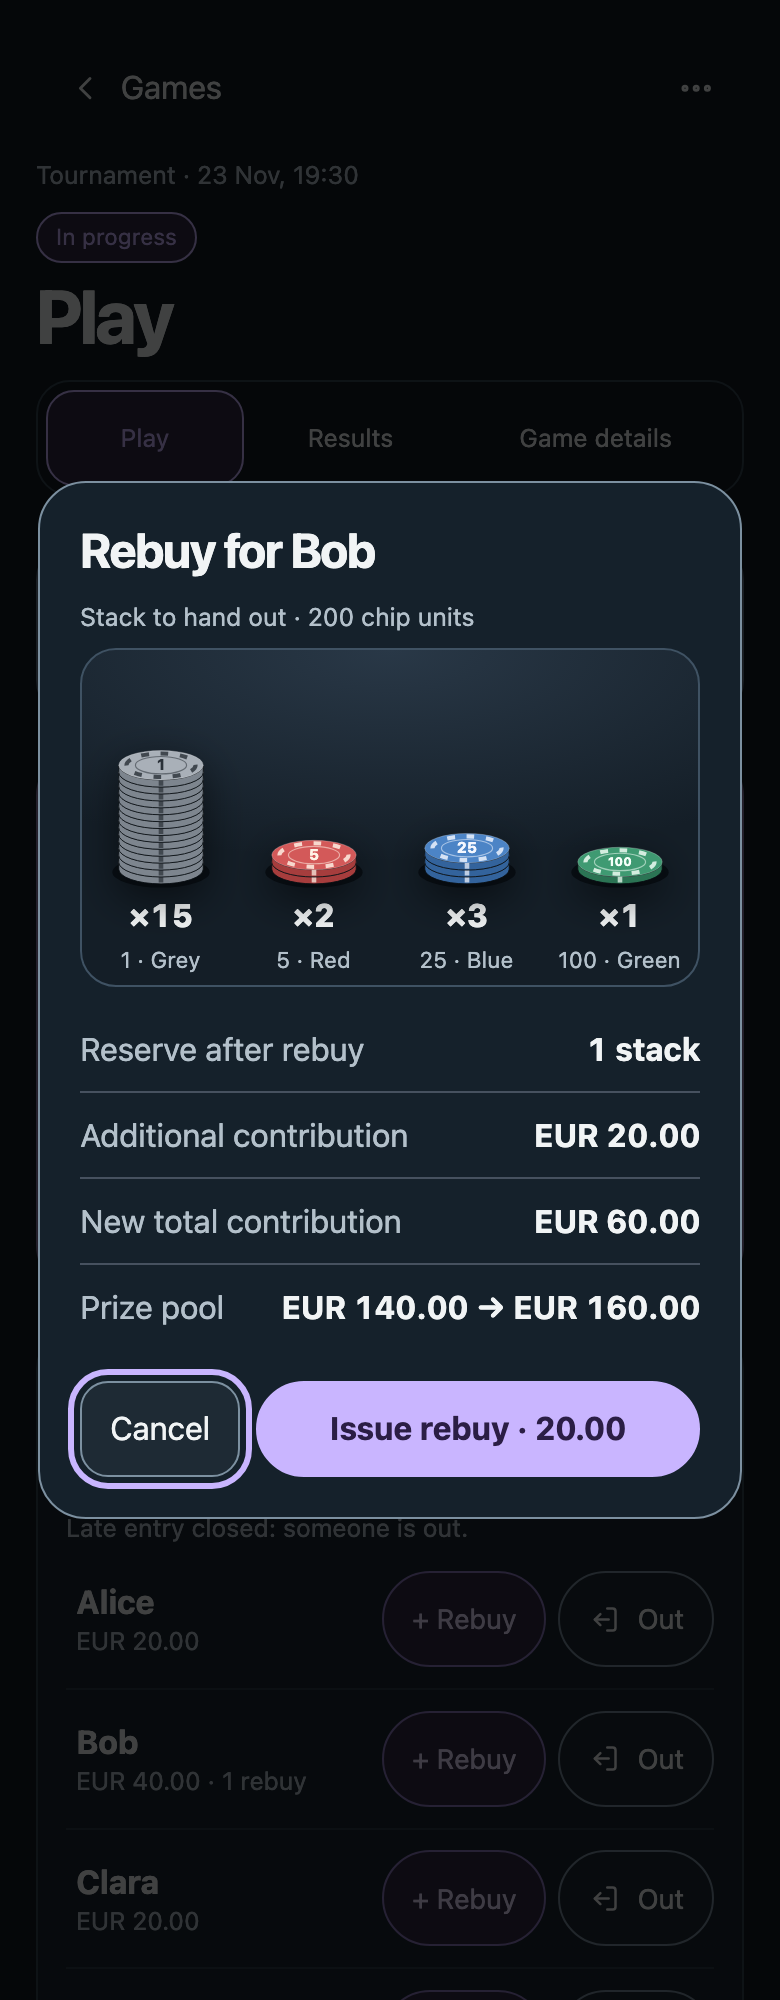 Games
Tournament · 23 Nov, 19:30
In progress
Play
Play
Results
Game details
Rebuy for Bob
Stack to hand out · 200 chip units
1
5
25
100
×15
×2
×3
×1
1 · Grey
5 · Red
25 · Blue
100 · Green
Reserve after rebuy
1 stack
Additional contribution
EUR 20.00
New total contribution
EUR 60.00
Prize pool
EUR 140.00 → EUR 160.00
Cancel
Issue rebuy · 20.00
Late entry closed: someone is out.
Alice
EUR 20.00
+ Rebuy
Out
Bob
EUR 40.00 · 1 rebuy
+ Rebuy
Out
Clara
EUR 20.00
+ Rebuy
Out